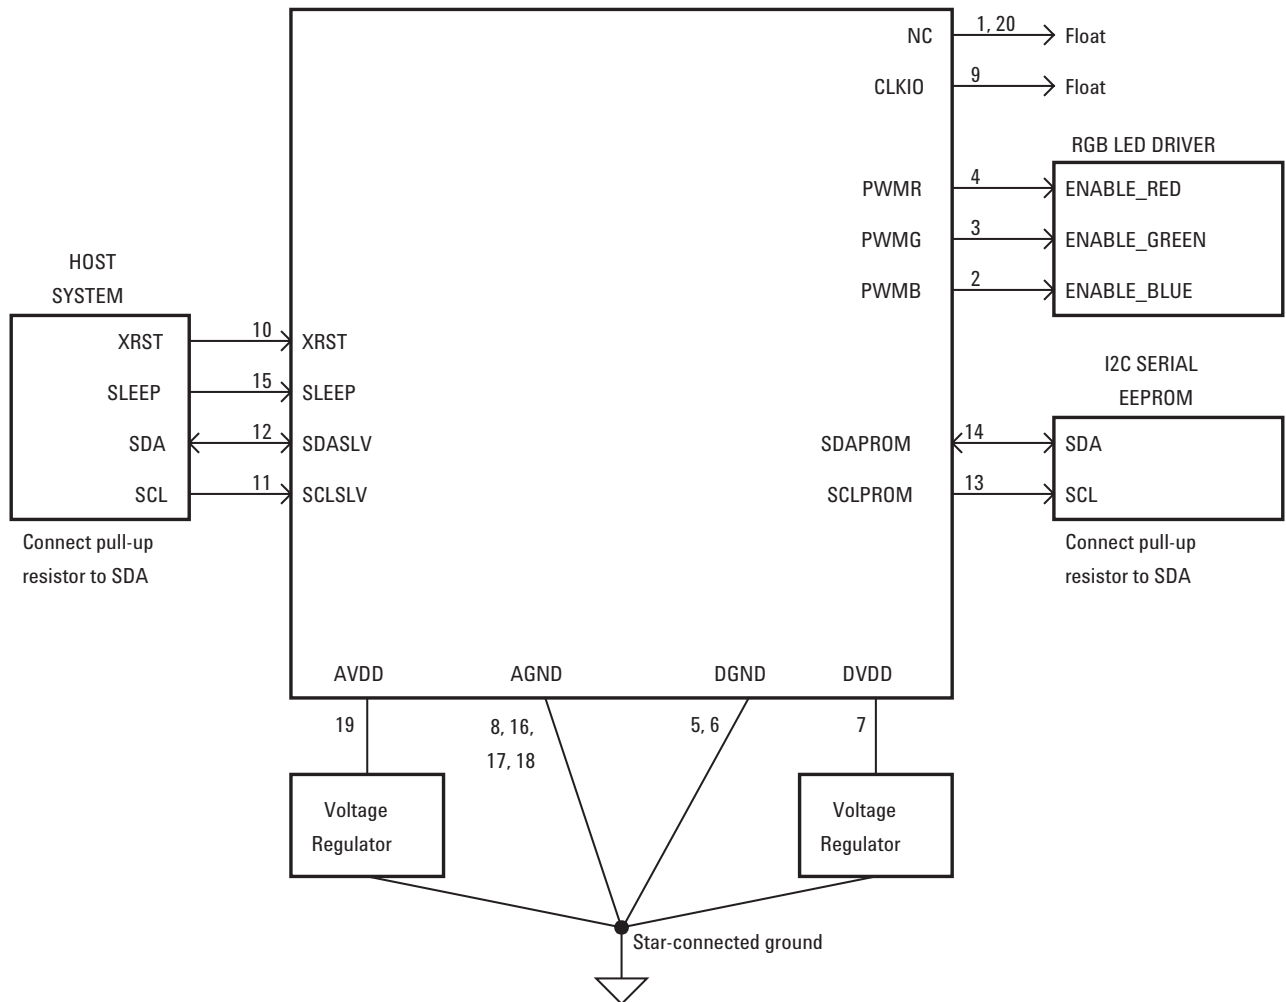 NC
1, 20
Float
CLKIO
9
Float
RGB LED DRIVER
PWMR
4
ENABLE_RED
PWMG
3
ENABLE_GREEN
PWMB
2
ENABLE_BLUE
HOST
SYSTEM
XRST
10
XRST
SLEEP
15
SLEEP
SDA
12
SDASLV
SCL
11
SCLSLV
Connect pull-up
resistor to SDA
I2C SERIAL
EEPROM
SDAPROM
14
SDA
SCLPROM
13
SCL
Connect pull-up
resistor to SDA
AVDD
AGND
DGND
DVDD
19
8, 16,
17, 18
5, 6
7
Voltage
Regulator
Voltage
Regulator
Star-connected ground